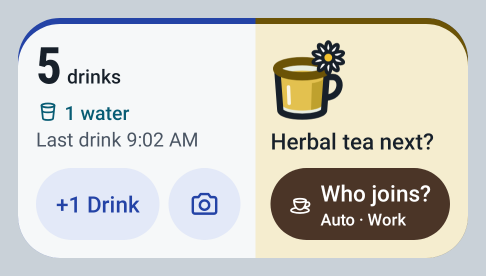 5 drinks
1 water
Last drink 9:02 AM
+1 Drink
Herbal tea next?
Who joins?
Auto · Work